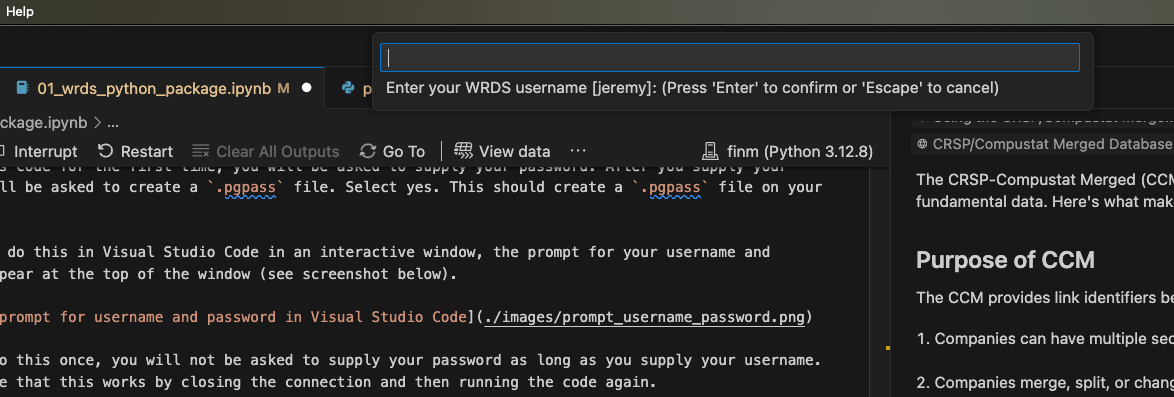 Help
Enter your WRDS username [jeremy]: (Press 'Enter' to confirm or 'Escape' to cancel)
01_wrds_python_package.ipynb M
p
ckage.ipynb > ...
Interrupt Restart Clear All Outputs Go To View data ... finm (Python 3.12.8)
s code for the first time, you will be asked to supply your password. After you supply your
ll be asked to create a `.pgpass` file. Select yes. This should create a `.pgpass` file on your
do this in Visual Studio Code in an interactive window, the prompt for your username and
pear at the top of the window (see screenshot below).
prompt for username and password in Visual Studio Code](./images/prompt_username_password.png)
o this once, you will not be asked to supply your password as long as you supply your username.
e that this works by closing the connection and then running the code again.
Using the CRSP/Compustat Merge...
CRSP/Compustat Merged Database
The CRSP-Compustat Merged (CCM
fundamental data. Here's what mak
Purpose of CCM
The CCM provides link identifiers be
1. Companies can have multiple sec
2. Companies merge, split, or chang